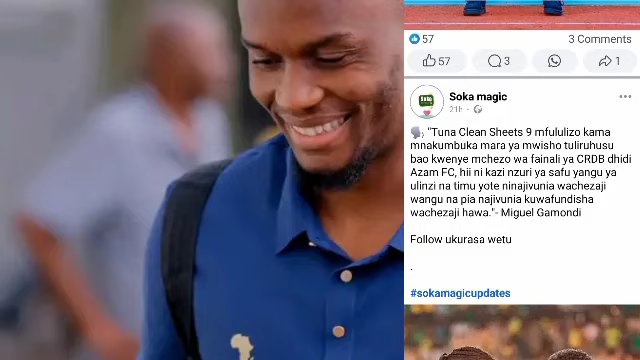 57
3 Comments
57
3
1
Soka magic
21h
"Tuna Clean Sheets 9 mfululizo kama
mnakumbuka mara ya mwisho tuliruhusu
bao kwenye mchezo wa fainali ya CRDB dhidi
Azam FC, hii ni kazi nzuri ya safu yangu ya
ulinzi na timu yote ninajivunia wachezaji
wangu na pia najivunia kuwafundisha
wachezaji hawa."- Miguel Gamondi
Follow ukurasa wetu
.
#sokamagicupdates